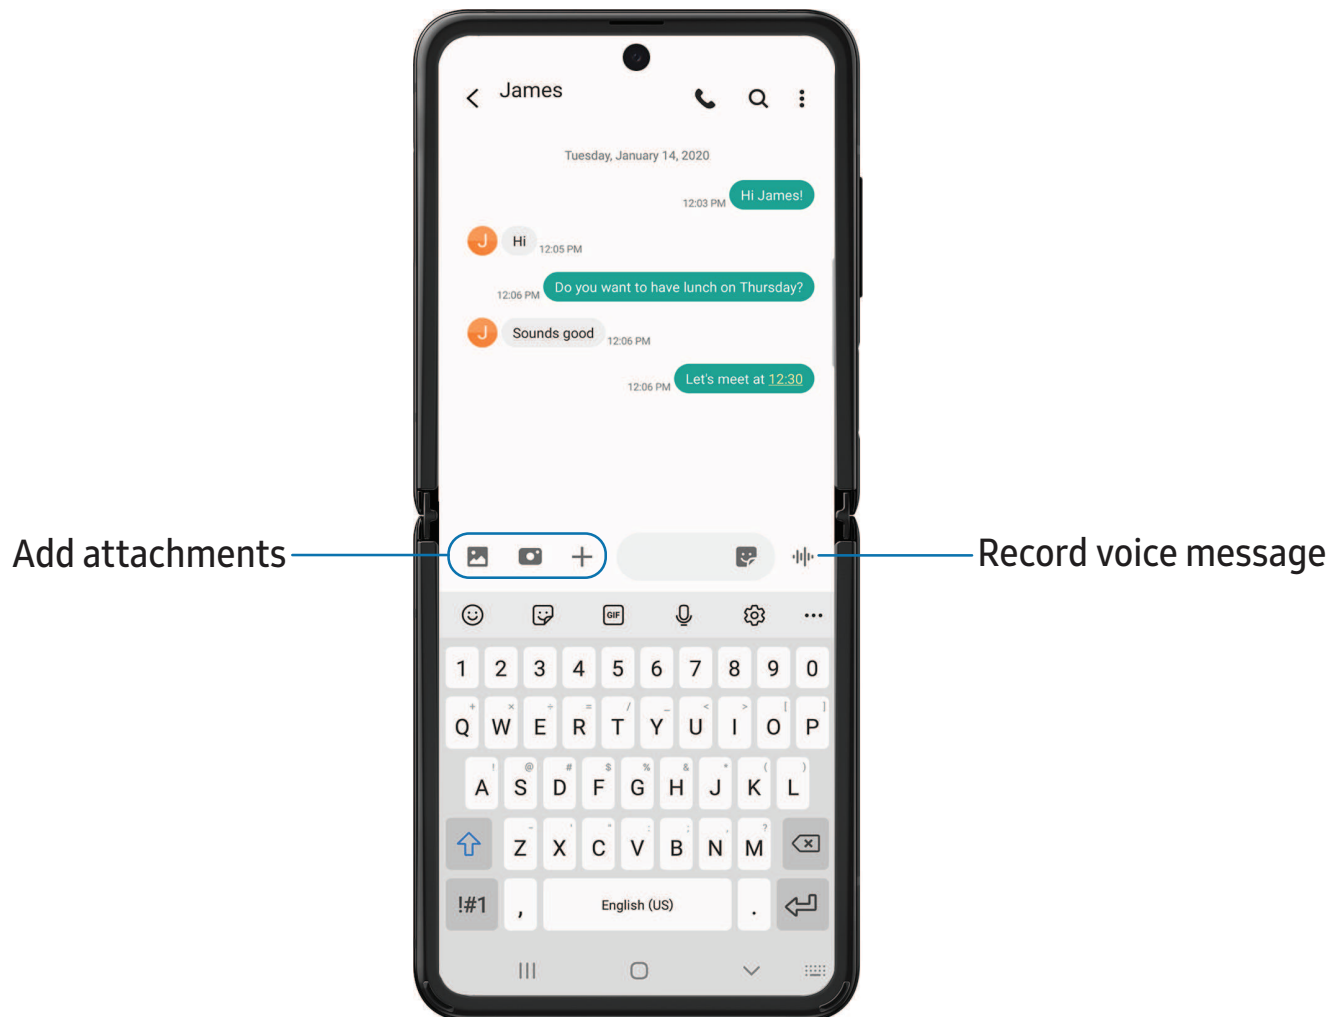 James
Tuesday, January 14, 2020
12:03 PM Hi James!
J Hi 12:05 PM
12:06 PM Do you want to have lunch on Thursday?
J Sounds good 12:06 PM
12:06 PM Let's meet at 12:30
Add attachments
Record voice message
GIF
1 2 3 4 5 6 7 8 9 0
+ × ÷ = / _ < > [ ]
Q W E R T Y U I O P
! @ # $ % & * ( )
A S D F G H J K L
- ' " : ; , ?
Z X C V B N M
!#1 , English (US) .